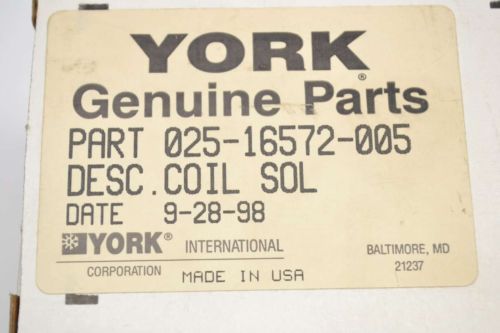 YORK®
Genuine Parts
PART 025-16572-005
DESC. COIL SOL
DATE 9-28-98
YORK® INTERNATIONAL
CORPORATION
BALTIMORE, MD
21237
MADE IN USA